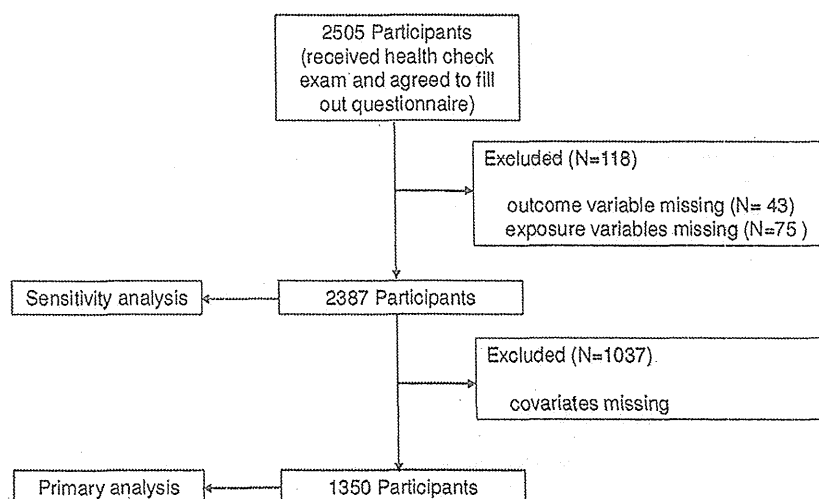 2505 Participants
(received health check
exam and agreed to fill
out questionnaire)
Excluded (N=118)
outcome variable missing (N= 43)
exposure variables missing (N=75 )
Sensitivity analysis
2387 Participants
Excluded (N=1037)
covariates missing
Primary analysis
1350 Participants